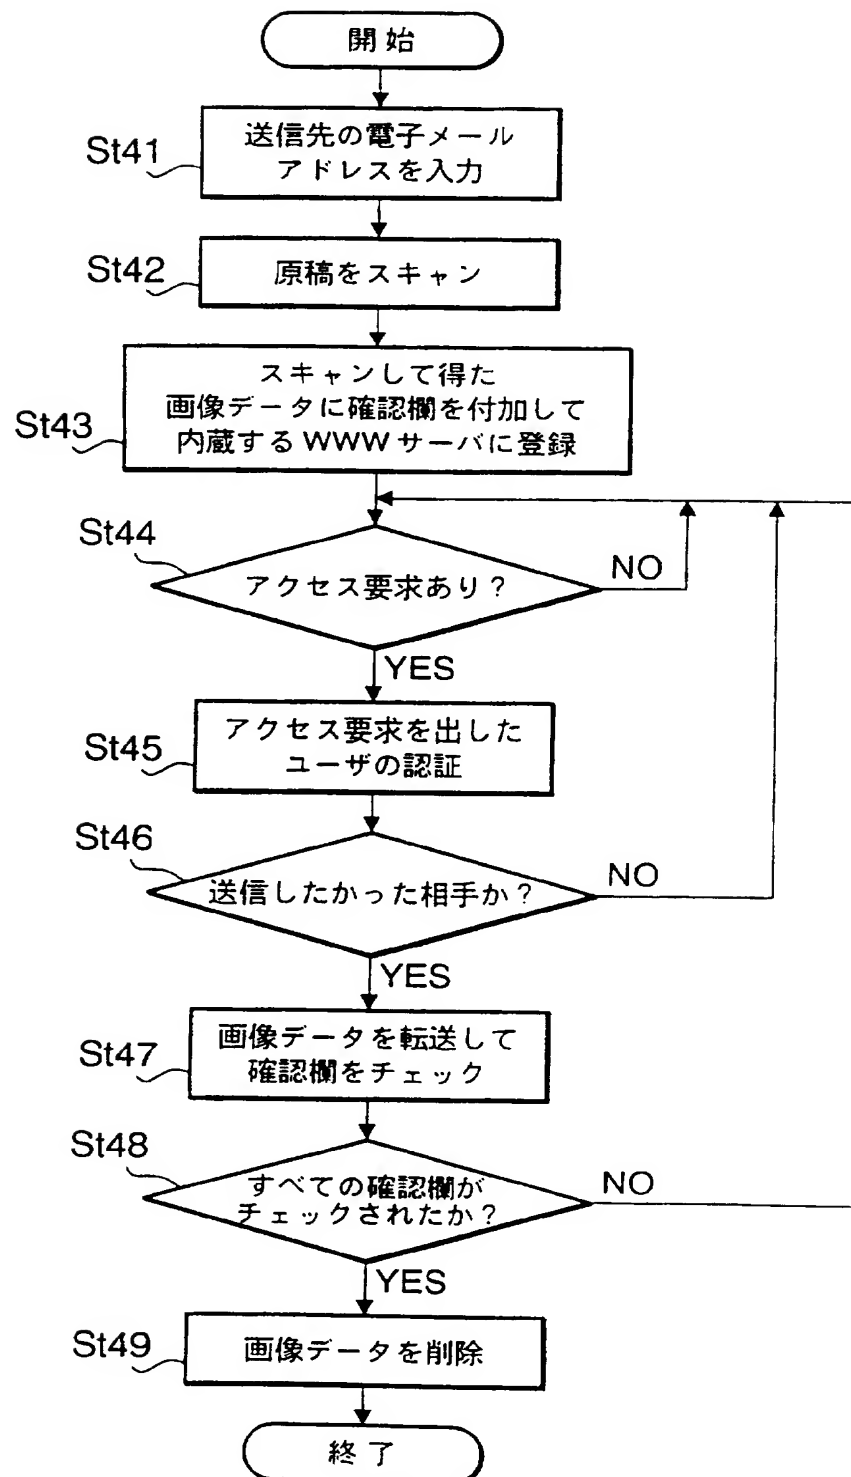 開始
St41
送信先の電子メール
アドレスを入力
St42
原稿をスキャン
St43
スキャンして得た
画像データに確認欄を付加して
内蔵するWWWサーバに登録
St44
アクセス要求あり?
NO
YES
St45
アクセス要求を出した
ユーザの認証
St46
送信したかった相手か?
NO
YES
St47
画像データを転送して
確認欄をチェック
St48
すべての確認欄が
チェックされたか?
NO
YES
St49
画像データを削除
終了